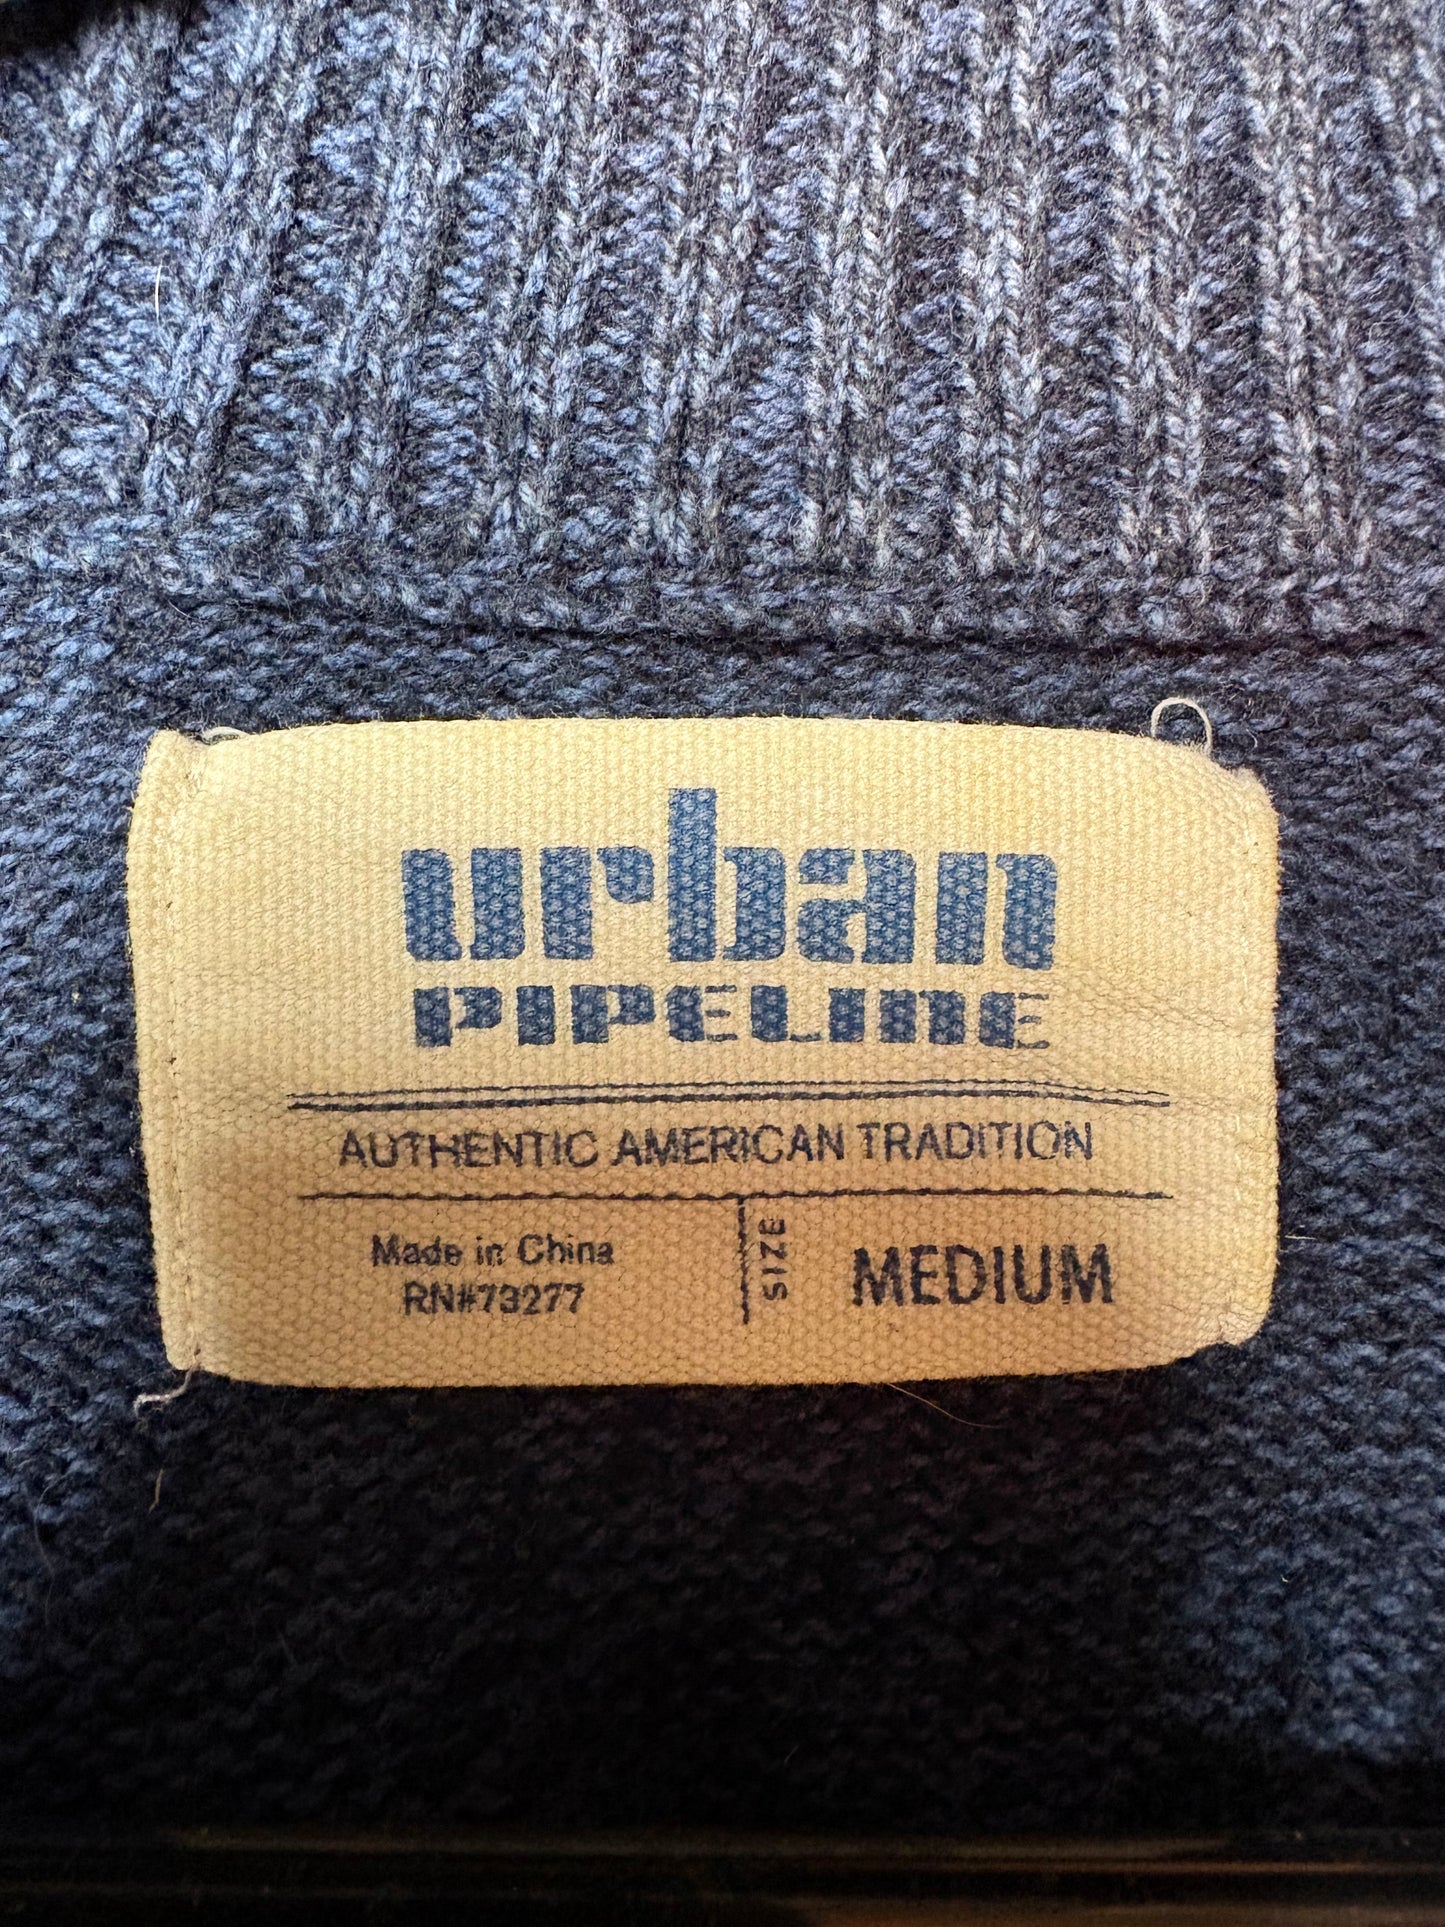 urban
PIPELINE
AUTHENTIC AMERICAN TRADITION
Made in China
RN#73277
SIZE
MEDIUM